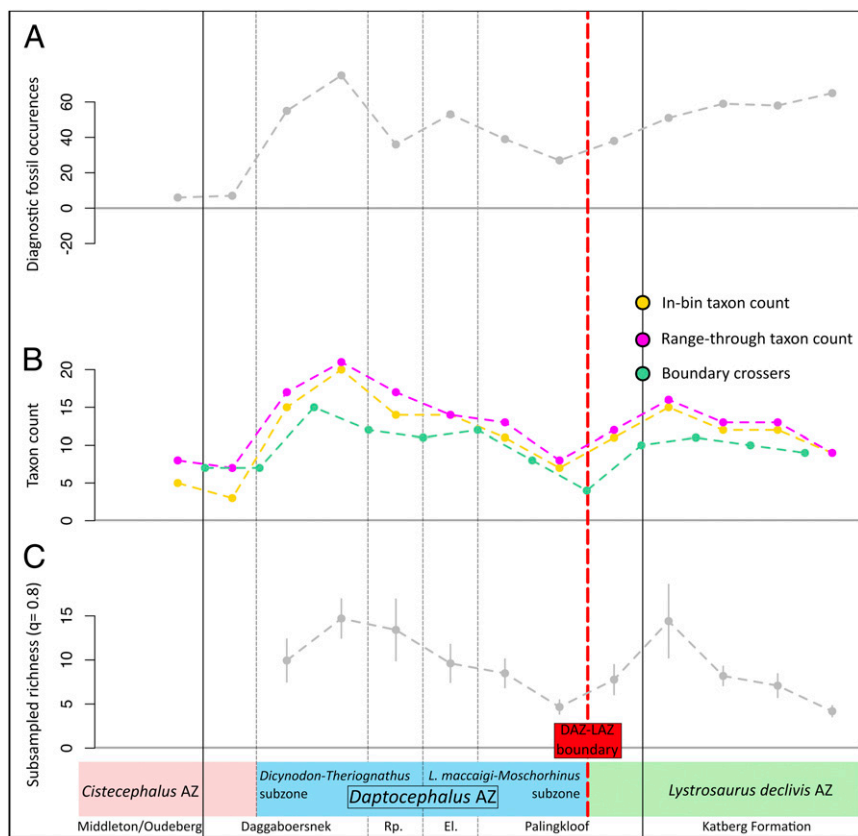 A
Diagnostic fossil occurences
60
40
20
0
-20
In-bin taxon count
Range-through taxon count
Boundary crossers
B
Taxon count
20
15
10
5
0
C
Subsampled richness (q= 0.8)
15
10
5
0
DAZ-LAZ
boundary
Cistecephalus AZ
Dicynodon-Theriognathus
subzone
L. maccaigi-Moschorhinus
subzone
Daptocephalus AZ
Lystrosaurus declivis AZ
Middleton/Oudeberg
Daggaboersnek
Rp.
El.
Palingkloof
Katberg Formation